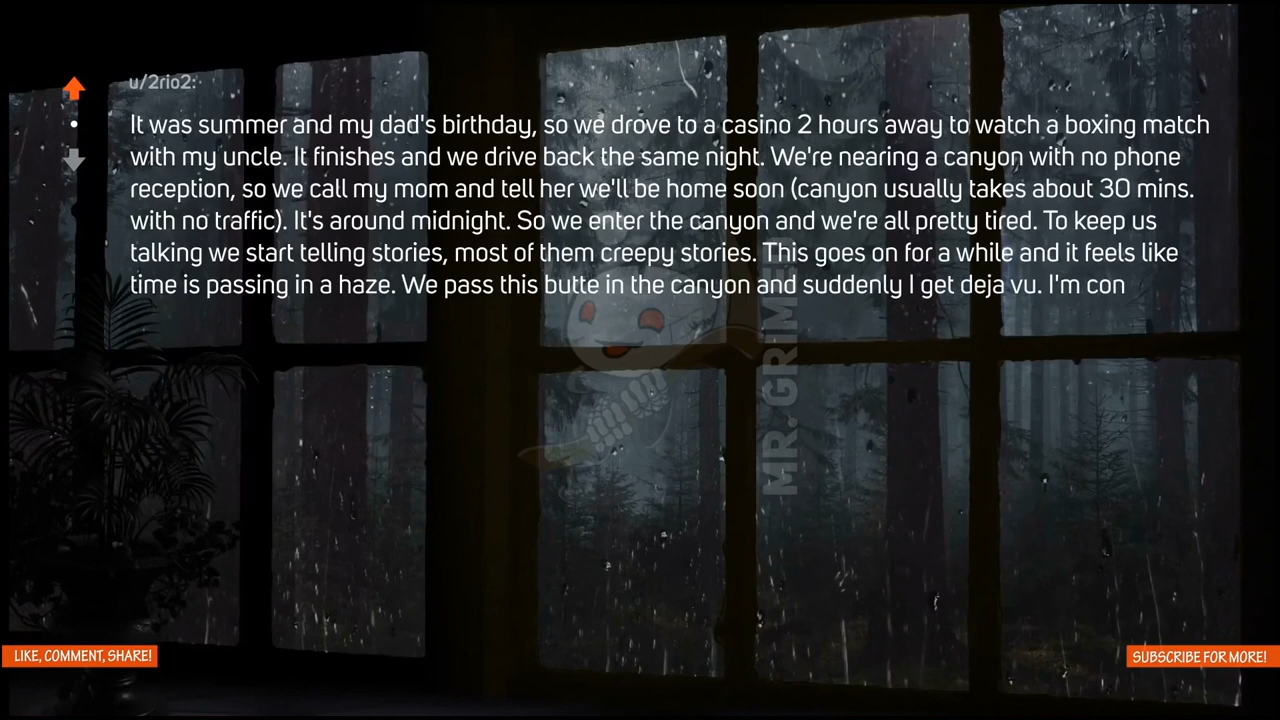 u/2rio2:
It was summer and my dad's birthday, so we drove to a casino 2 hours away to watch a boxing match
with my uncle. It finishes and we drive back the same night. We're nearing a canyon with no phone
reception, so we call my mom and tell her we'll be home soon (canyon usually takes about 30 mins.
with no traffic). It's around midnight. So we enter the canyon and we're all pretty tired. To keep us
talking we start telling stories, most of them creepy stories. This goes on for a while and it feels like
time is passing in a haze. We pass this butte in the canyon and suddenly I get deja vu. I'm con
MR. GRIMES
LIKE, COMMENT, SHARE!
SUBSCRIBE FOR MORE!